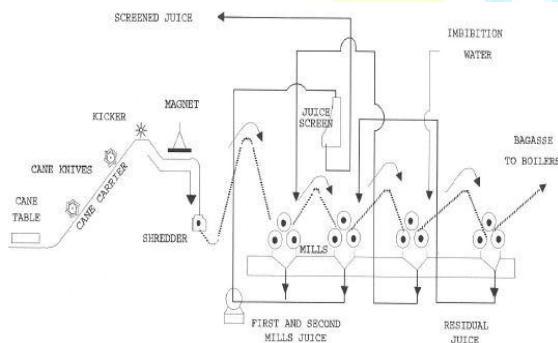 SCREENED JUICE
IMBIBITION
WATER
KICKER
MAGNET
JUICE
SCREEN
BAGASSE
TO BOILERS
CANE KNIVES
CANE CARRIER
CANE
TABLE
SHREDDER
MILLS
FIRST AND SECOND
MILLS JUICE
RESIDUAL
JUICE